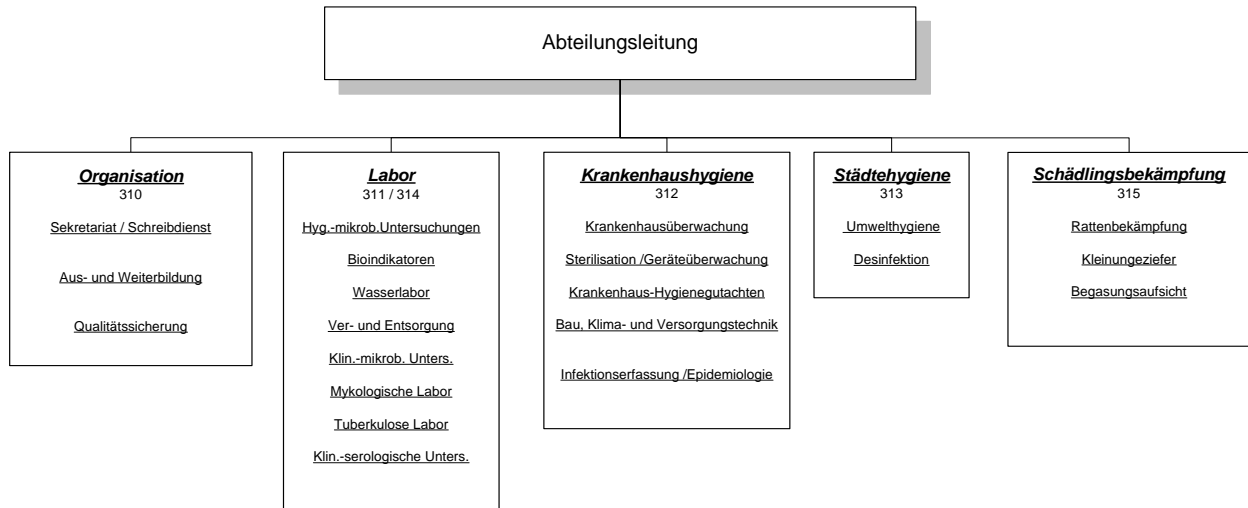 Abteilungsleitung
Organisation
310
Sekretariat / Schreibdienst
Aus- und Weiterbildung
Qualitätssicherung
Labor
311 / 314
Hyg.-mikrob.Untersuchungen
Bioindikatoren
Wasserlabor
Ver- und Entsorgung
Klin.-mikrob. Unters.
Mykologische Labor
Tuberkulose Labor
Klin.-serologische Unters.
Krankenhaushygiene
312
Krankenhausüberwachung
Sterilisation /Geräteüberwachung
Krankenhaus-Hygienegutachten
Bau, Klima- und Versorgungstechnik
Infektionserfassung /Epidemiologie
Städtehygiene
313
Umwelthygiene
Desinfektion
Schädlingsbekämpfung
315
Rattenbekämpfung
Kleinungeziefer
Begasungsaufsicht